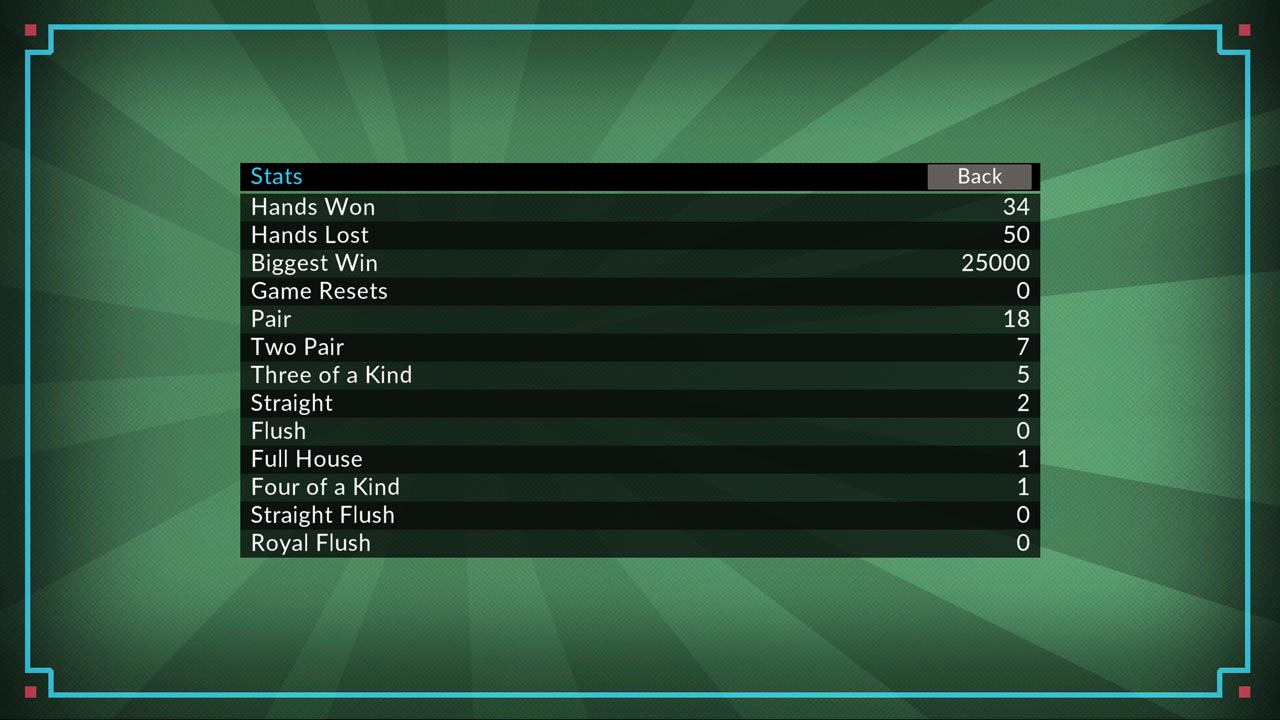 Stats Back
Hands Won 34
Hands Lost 50
Biggest Win 25000
Game Resets 0
Pair 18
Two Pair 7
Three of a Kind 5
Straight 2
Flush 0
Full House 1
Four of a Kind 1
Straight Flush 0
Royal Flush 0